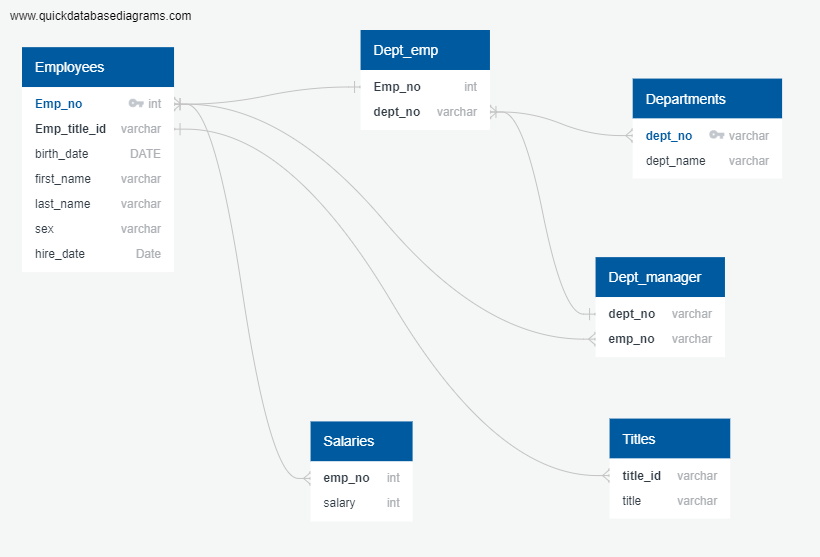 www.quickdatabasediagrams.com
Employees
Emp_no int
Emp_title_id varchar
birth_date DATE
first_name varchar
last_name varchar
sex varchar
hire_date Date
Dept_emp
Emp_no int
dept_no varchar
Departments
dept_no varchar
dept_name varchar
Dept_manager
dept_no varchar
emp_no varchar
Salaries
emp_no int
salary int
Titles
title_id varchar
title varchar